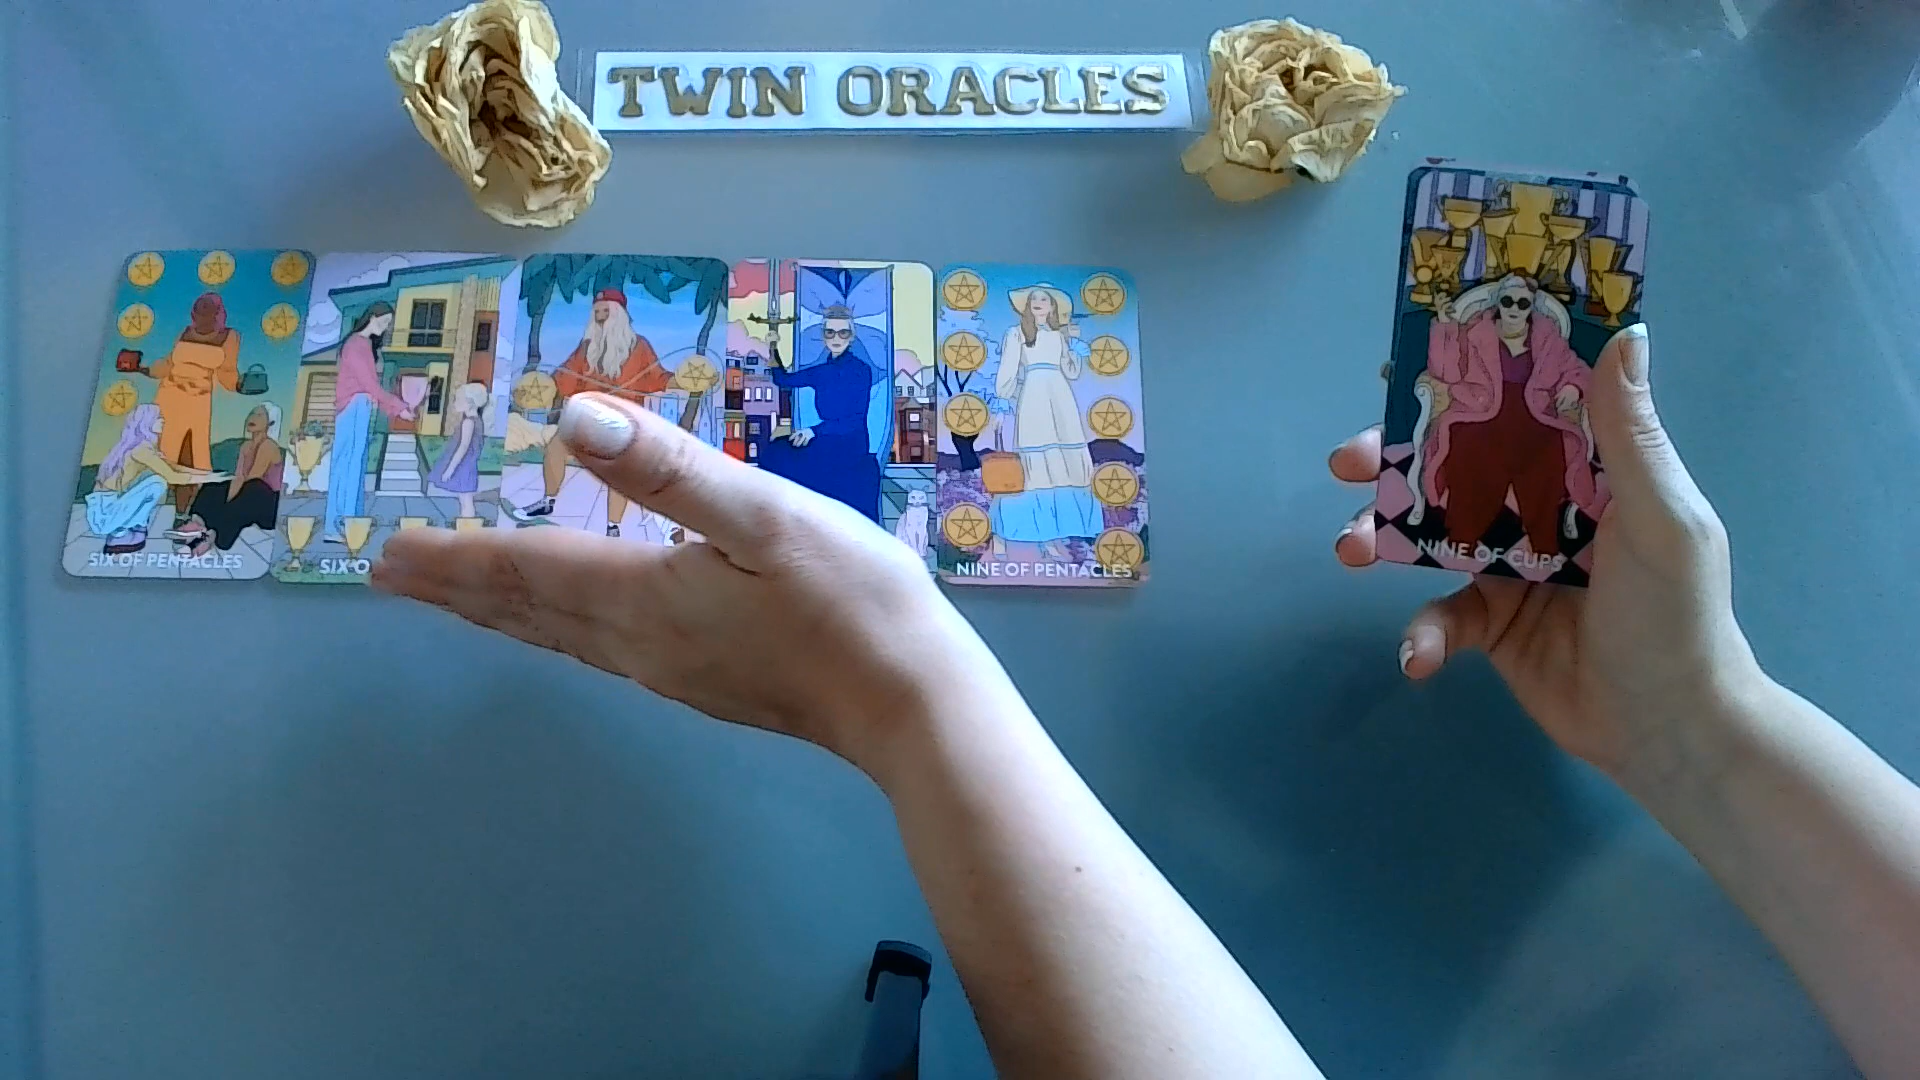 TWIN ORACLES
SIX OF PENTACLES
SIX O
NINE OF PENTACLES
NINE OF CUPS